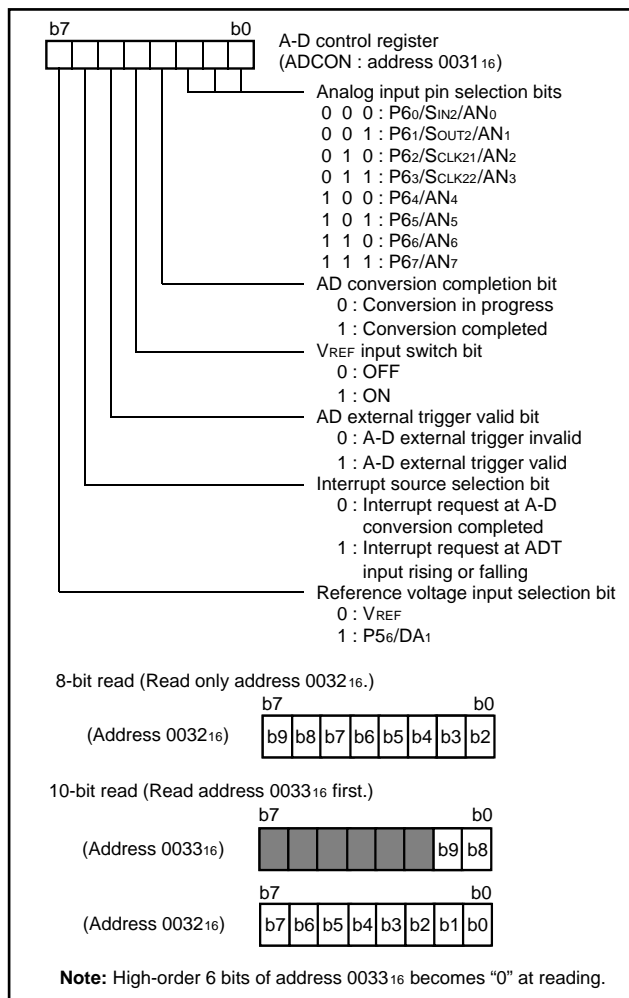 b7 b0
A-D control register
(ADCON : address 0031₁₆)
Analog input pin selection bits
0 0 0 : P6₀/SIN2/AN₀
0 0 1 : P6₁/SOUT2/AN₁
0 1 0 : P6₂/SCLK21/AN₂
0 1 1 : P6₃/SCLK22/AN₃
1 0 0 : P6₄/AN₄
1 0 1 : P6₅/AN₅
1 1 0 : P6₆/AN₆
1 1 1 : P6₇/AN₇
AD conversion completion bit
0 : Conversion in progress
1 : Conversion completed
VREF input switch bit
0 : OFF
1 : ON
AD external trigger valid bit
0 : A-D external trigger invalid
1 : A-D external trigger valid
Interrupt source selection bit
0 : Interrupt request at A-D
conversion completed
1 : Interrupt request at ADT
input rising or falling
Reference voltage input selection bit
0 : VREF
1 : P5₆/DA₁
8-bit read (Read only address 0032₁₆.)
b7 b0
(Address 0032₁₆) b9 b8 b7 b6 b5 b4 b3 b2
10-bit read (Read address 0033₁₆ first.)
b7 b0
(Address 0033₁₆) b9 b8
b7 b0
(Address 0032₁₆) b7 b6 b5 b4 b3 b2 b1 b0
Note: High-order 6 bits of address 0033₁₆ becomes “0” at reading.